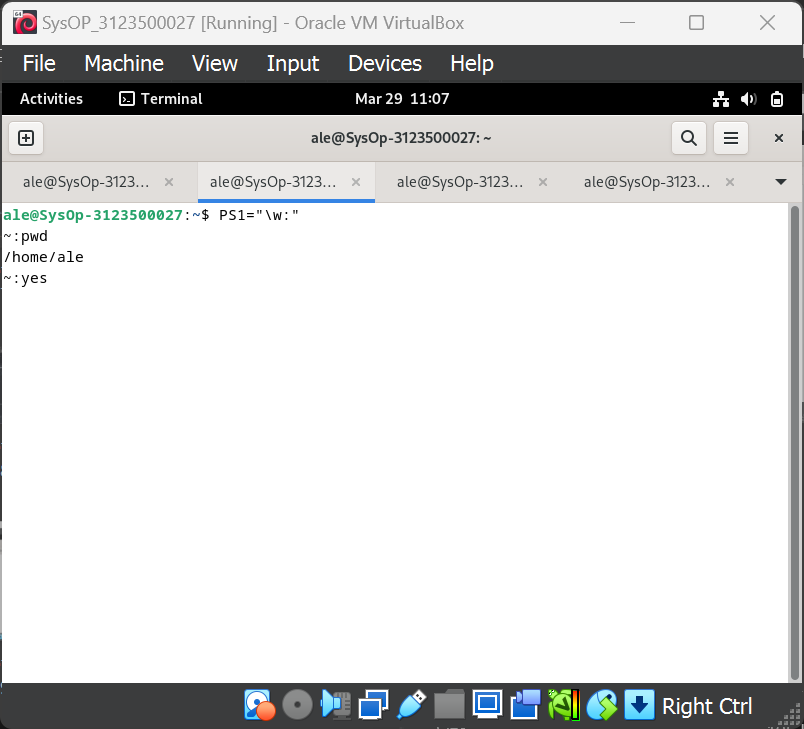 SysOP_3123500027 [Running] - Oracle VM VirtualBox
File Machine View Input Devices Help
Activities Terminal Mar 29 11:07
ale@SysOp-3123500027: ~
ale@SysOp-3123... ale@SysOp-3123... ale@SysOp-3123... ale@SysOp-3123...
ale@SysOp-3123500027:~$ PS1="\w:"
~:pwd
/home/ale
~:yes
Right Ctrl